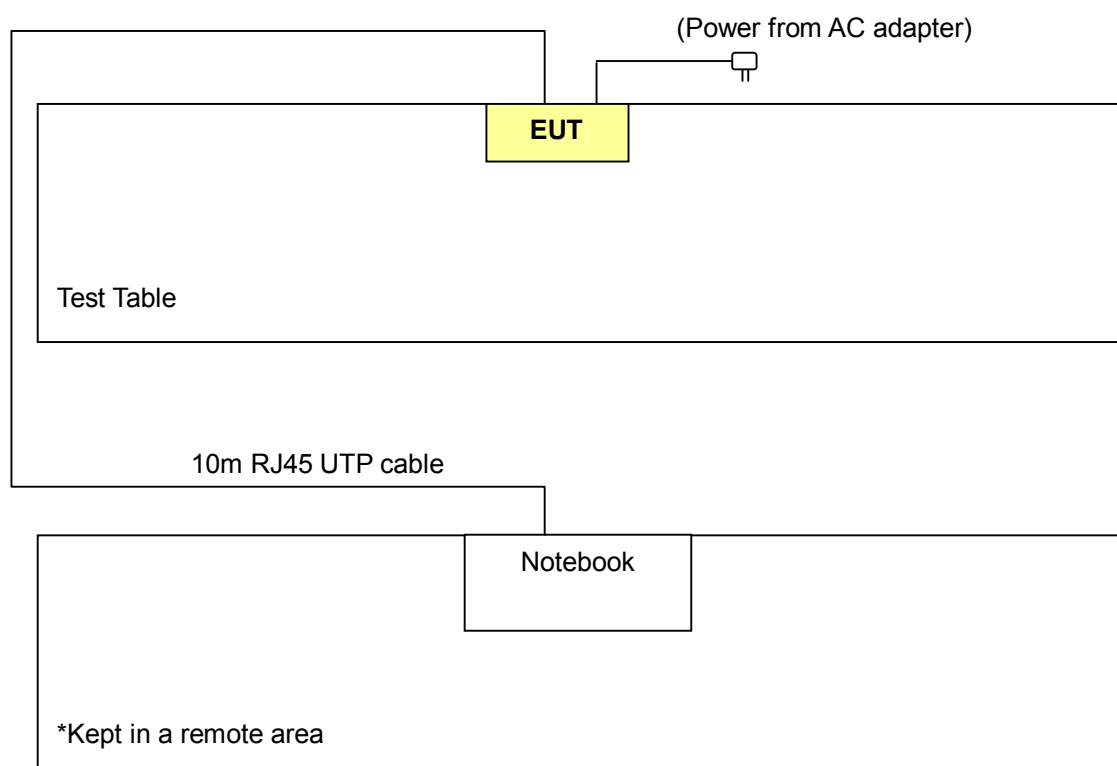 (Power from AC adapter)
EUT
Test Table
10m RJ45 UTP cable
Notebook
*Kept in a remote area